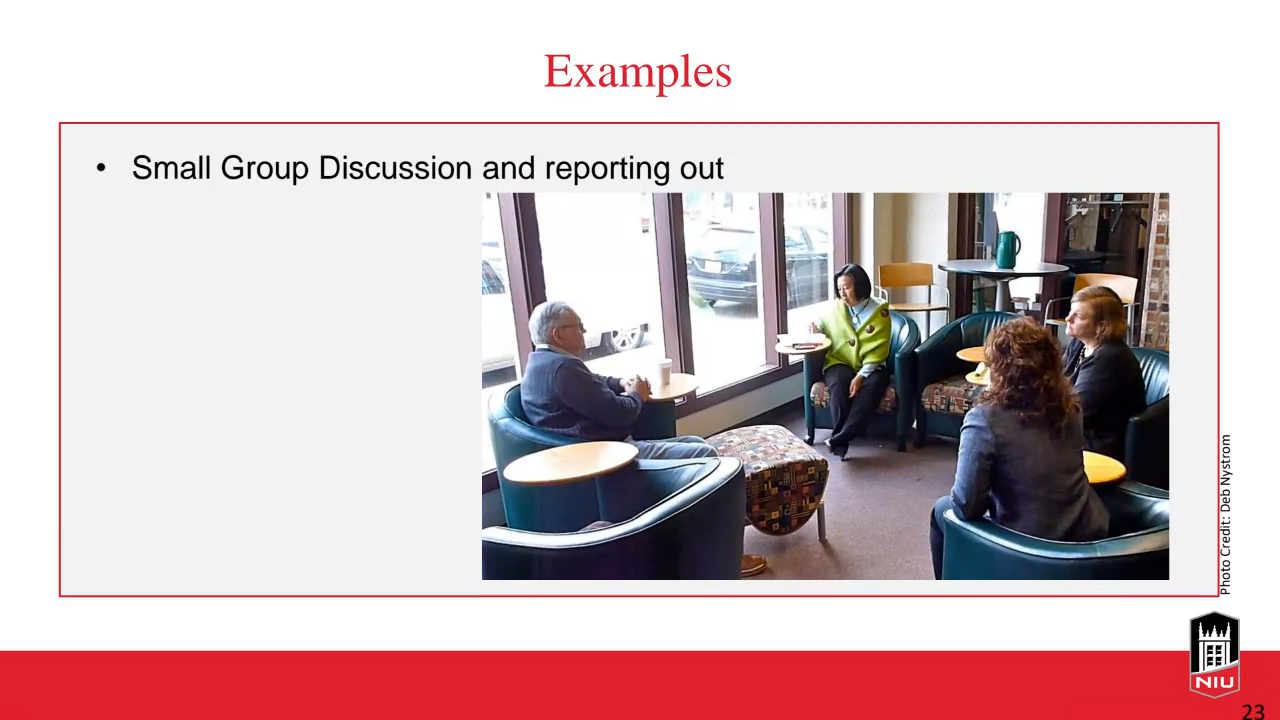 Examples
• Small Group Discussion and reporting out
Photo Credit: Deb Nystrom
NIU
23